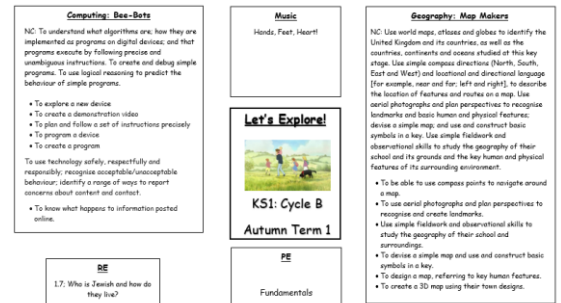 Computing: Bee-Bots
NC: To understand what algorithms are; how they are
implemented as programs on digital devices; and that
programs execute by following precise and
unambiguous instructions. To create and debug simple
programs. To use logical reasoning to predict the
behaviour of simple programs.
• To explore a new device
• To create a demonstration video
• To plan and follow a set of instructions precisely
• To program a device
• To create a program
To use technology safely, respectfully and
responsibly; recognise acceptable/unacceptable
behaviour; identify a range of ways to report
concerns about content and contact.
• To know what happens to information posted
online.
RE
1.7; Who is Jewish and how do
they live?
Music
Hands, Feet, Heart!
Let's Explore!
KS1: Cycle B
Autumn Term 1
PE
Fundamentals
Geography: Map Makers
NC: Use world maps, atlases and globes to identify the
United Kingdom and its countries, as well as the
countries, continents and oceans studied at this key
stage. Use simple compass directions (North, South,
East and West) and locational and directional language
[for example, near and far; left and right], to describe
the location of features and routes on a map. Use
aerial photographs and plan perspectives to recognise
landmarks and basic human and physical features;
devise a simple map; and use and construct basic
symbols in a key. Use simple fieldwork and
observational skills to study the geography of their
school and its grounds and the key human and physical
features of its surrounding environment.
• To be able to use compass points to navigate around
a map.
• To use aerial photographs and plan perspectives to
recognise and create landmarks.
• Use simple fieldwork and observational skills to
study the geography of their school and
surroundings.
• To devise a simple map and use and construct basic
symbols in a key.
• To design a map, referring to key human features.
• To create a 3D map using their town designs.